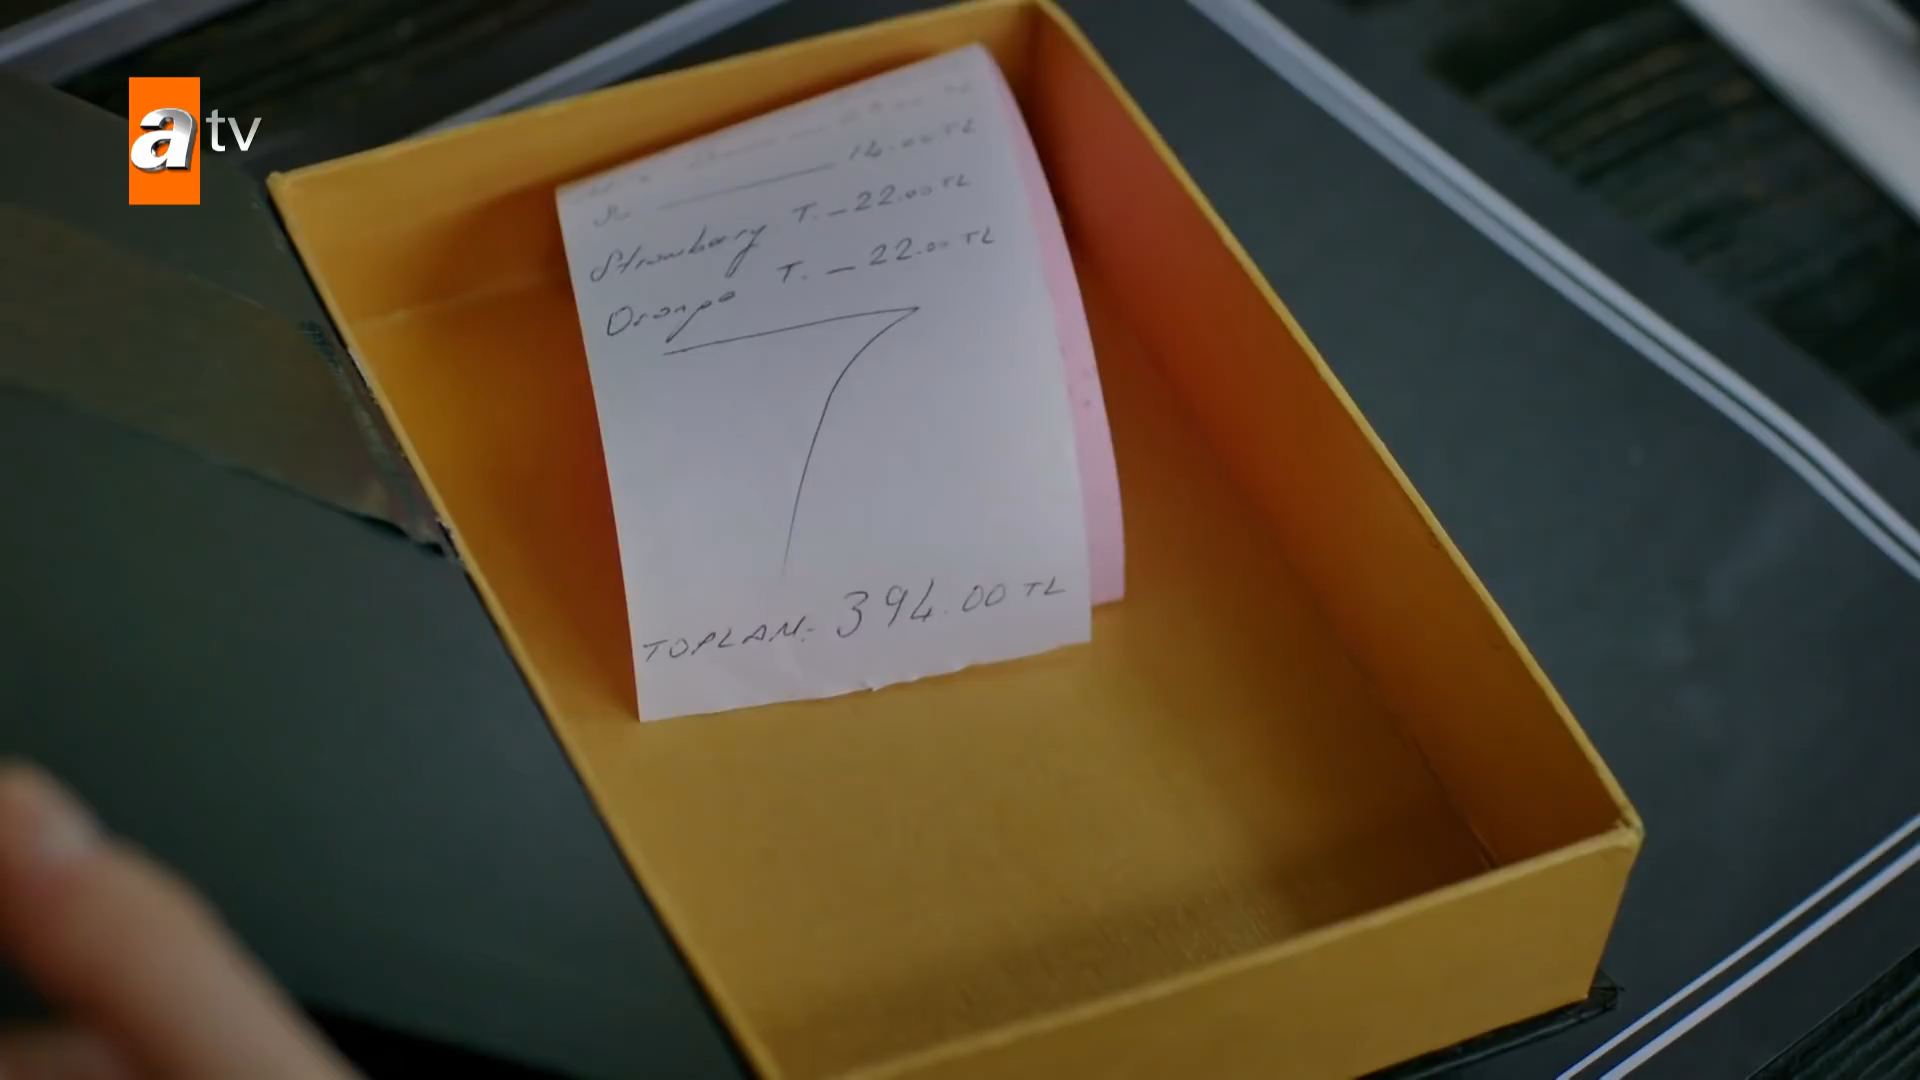 atv
14.00 TL
Strawberry T. _ 22.00 TL
Orange T. _ 22.00 TL
TOPLAM:- 394.00 TL